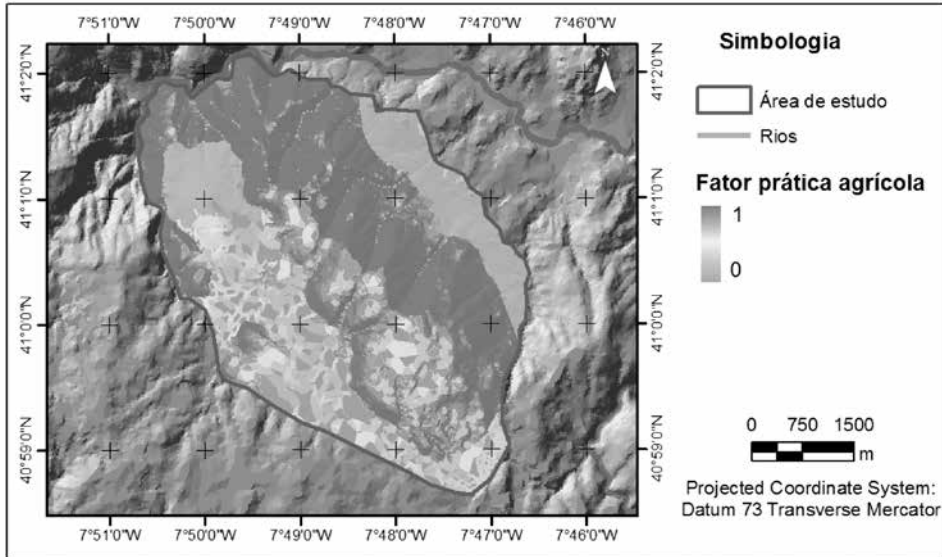 7°51'0"W 7°50'0"W 7°49'0"W 7°48'0"W 7°47'0"W 7°46'0"W
41°2'0"N
41°1'0"N
41°0'0"N
40°59'0"N
41°2'0"N
41°1'0"N
41°0'0"N
40°59'0"N
7°51'0"W 7°50'0"W 7°49'0"W 7°48'0"W 7°47'0"W 7°46'0"W
N
Simbologia
Área de estudo
Rios
Fator prática agrícola
1
0
0 750 1500
m
Projected Coordinate System:
Datum 73 Transverse Mercator